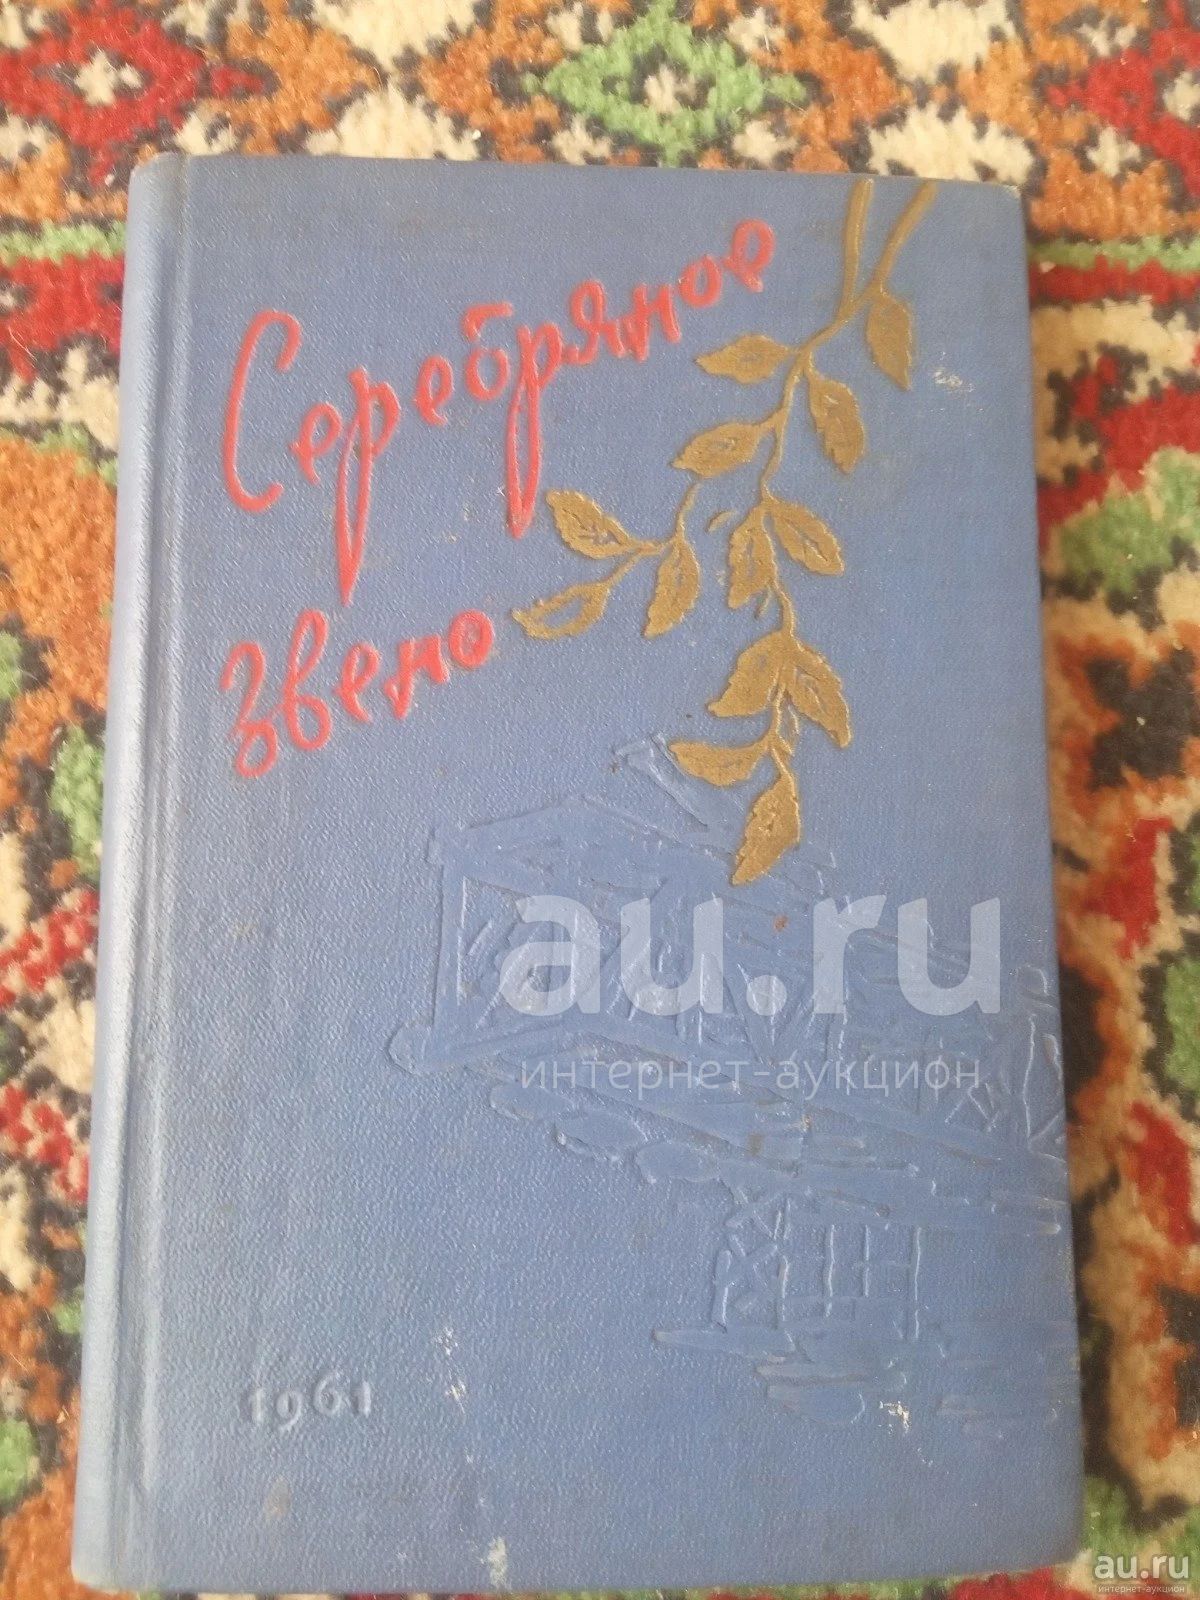 Серебряное
звено
au.ru
интернет-аукцион
1961
au.ru
интернет-аукцион